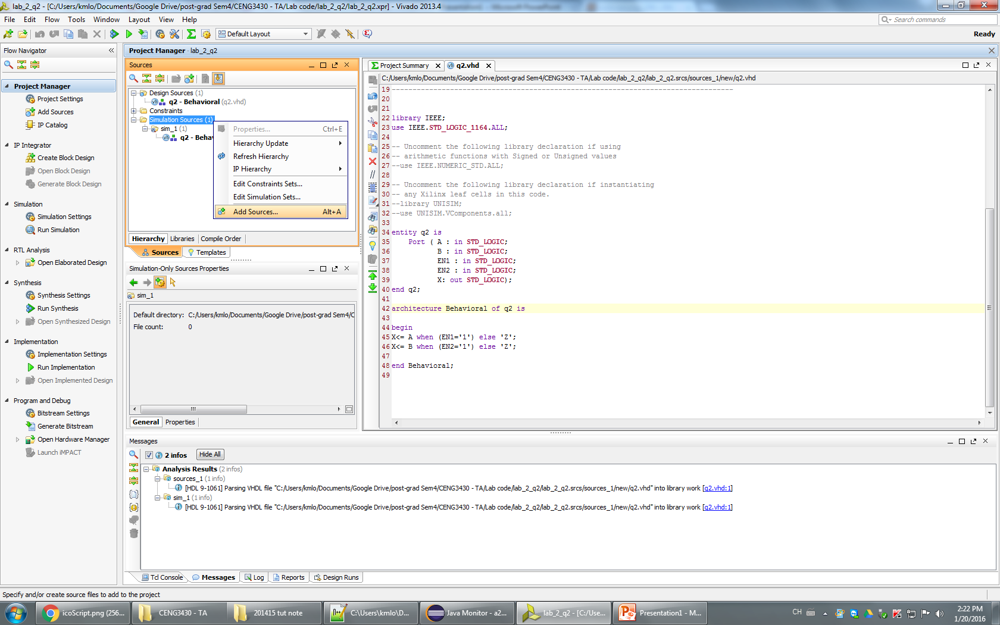 lab_2_q2 - [C:/Users/kmlo/Documents/Google Drive/post-grad Sem4/CENG3430 - TA/Lab code/lab_2_q2/lab_2_q2.xpr] - Vivado 2013.4
File Edit Flow Tools Window Layout View Help
Search commands
Default Layout
Ready
Flow Navigator
Project Manager - lab_2_q2
Project Manager
Project Settings
Add Sources
IP Catalog
IP Integrator
Create Block Design
Open Block Design
Generate Block Design
Simulation
Simulation Settings
Run Simulation
RTL Analysis
Open Elaborated Design
Synthesis
Synthesis Settings
Run Synthesis
Open Synthesized Design
Implementation
Implementation Settings
Run Implementation
Open Implemented Design
Program and Debug
Bitstream Settings
Generate Bitstream
Open Hardware Manager
Launch iMPACT
Sources
Design Sources (1)
q2 - Behavioral (q2.vhd)
Constraints
Simulation Sources (1)
sim_1 (1)
q2 - Behav
Properties... Ctrl+E
Hierarchy Update
Refresh Hierarchy
IP Hierarchy
Edit Constraints Sets...
Edit Simulation Sets...
Add Sources... Alt+A
Hierarchy Libraries Compile Order
Sources Templates
Simulation-Only Sources Properties
sim_1
Default directory: C:/Users/kmlo/Documents/Google Drive/post-grad Sem4/C
File count: 0
General Properties
Project Summary q2.vhd
C:/Users/kmlo/Documents/Google Drive/post-grad Sem4/CENG3430 - TA/Lab code/lab_2_q2/lab_2_q2.srcs/sources_1/new/q2.vhd
19 ----------------------------------------------------------------------------------
20
21
22 library IEEE;
23 use IEEE.STD_LOGIC_1164.ALL;
24
25 -- Uncomment the following library declaration if using
26 -- arithmetic functions with Signed or Unsigned values
27 --use IEEE.NUMERIC_STD.ALL;
28
29 -- Uncomment the following library declaration if instantiating
30 -- any Xilinx leaf cells in this code.
31 --library UNISIM;
32 --use UNISIM.VComponents.all;
33
34 entity q2 is
35     Port ( A : in STD_LOGIC;
36            B : in STD_LOGIC;
37            EN1 : in STD_LOGIC;
38            EN2 : in STD_LOGIC;
39            X: out STD_LOGIC);
40 end q2;
41
42 architecture Behavioral of q2 is
43
44 begin
45 X<= A when (EN1='1') else 'Z';
46 X<= B when (EN2='1') else 'Z';
47
48 end Behavioral;
49
Messages
2 infos Hide All
Analysis Results (2 infos)
sources_1 (1 info)
[HDL 9-1061] Parsing VHDL file "C:/Users/kmlo/Documents/Google Drive/post-grad Sem4/CENG3430 - TA/Lab code/lab_2_q2/lab_2_q2.srcs/sources_1/new/q2.vhd" into library work [q2.vhd:1]
sim_1 (1 info)
[HDL 9-1061] Parsing VHDL file "C:/Users/kmlo/Documents/Google Drive/post-grad Sem4/CENG3430 - TA/Lab code/lab_2_q2/lab_2_q2.srcs/sources_1/new/q2.vhd" into library work [q2.vhd:1]
Tcl Console Messages Log Reports Design Runs
Specify and/or create source files to add to the project
icoScript.png (256... CENG3430 - TA 201415 tut note C:\Users\kmlo\D... Java Monitor - a2... lab_2_q2 - [C:/Use... Presentation1 - M... CH 2:22 PM
1/20/2016